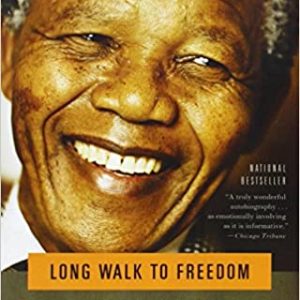 NATIONAL
BESTSELLER
"A truly wonderful
autobiography . . .
as emotionally involving
as it is informative."
—Chicago Tribune
LONG WALK TO FREEDOM